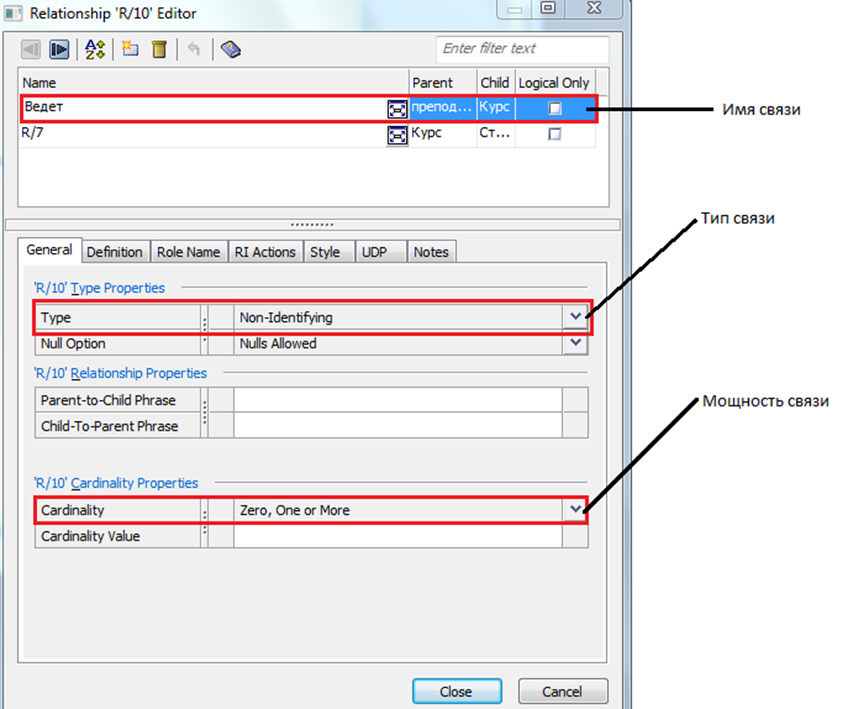 Relationship 'R/10' Editor
Enter filter text
Name Parent Child Logical Only
Ведет препод... Курс
Имя связи
R/7 Курс Ст...
Тип связи
General Definition Role Name RI Actions Style UDP Notes
'R/10' Type Properties
Type Non-Identifying
Null Option Nulls Allowed
'R/10' Relationship Properties
Parent-to-Child Phrase
Мощность связи
Child-To-Parent Phrase
'R/10' Cardinality Properties
Cardinality Zero, One or More
Cardinality Value
Close Cancel